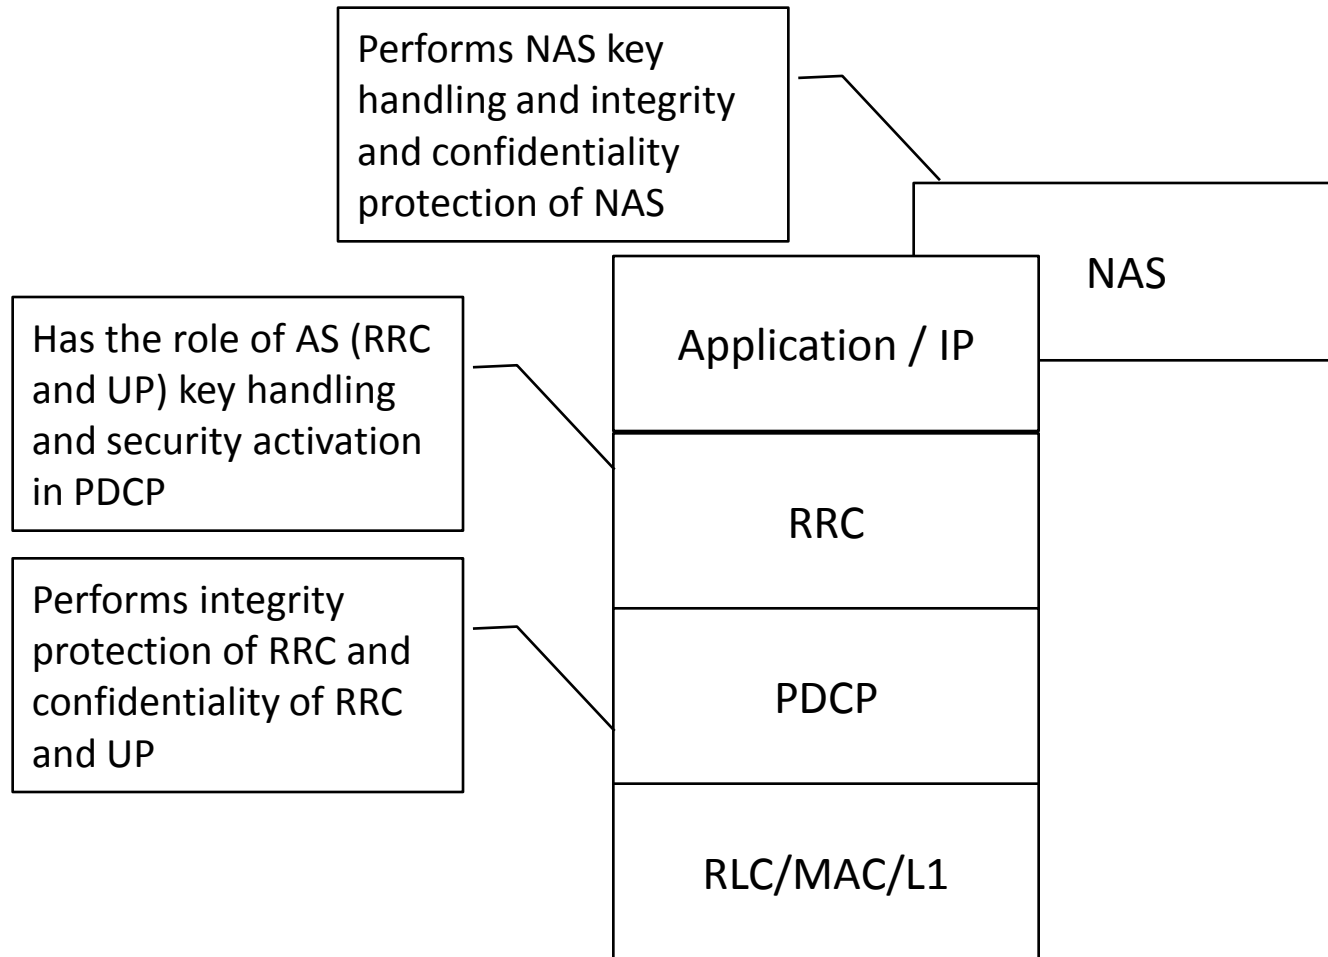 Performs NAS key
handling and integrity
and confidentiality
protection of NAS
NAS
Application / IP
Has the role of AS (RRC
and UP) key handling
and security activation
in PDCP
RRC
Performs integrity
protection of RRC and
confidentiality of RRC
and UP
PDCP
RLC/MAC/L1